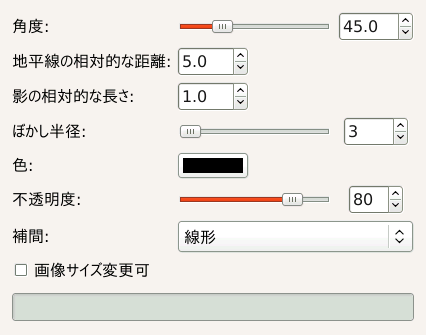 角度: 45.0
地平線の相対的な距離: 5.0
影の相対的な長さ: 1.0
ぼかし半径: 3
色:
不透明度: 80
補間: 線形
画像サイズ変更可